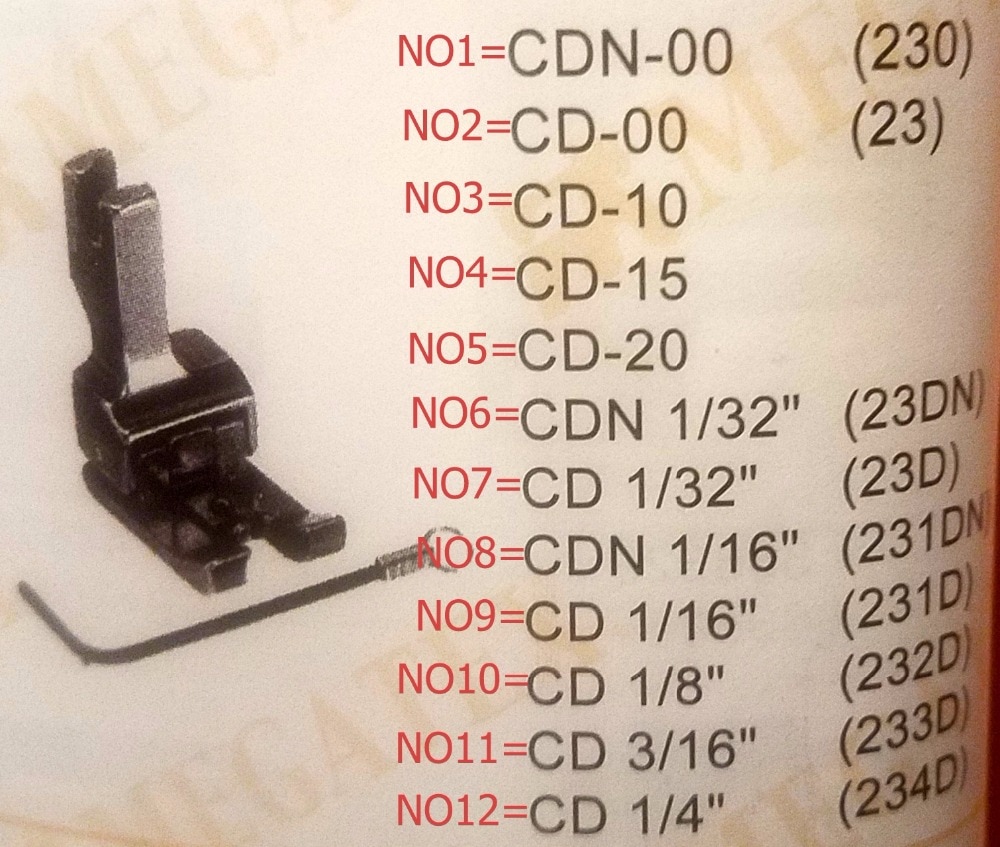 NO1=CDN-00 (230)
NO2=CD-00 (23)
NO3=CD-10
NO4=CD-15
NO5=CD-20
NO6=CDN 1/32" (23DN)
NO7=CD 1/32" (23D)
NO8=CDN 1/16" (231DN)
NO9=CD 1/16" (231D)
NO10=CD 1/8" (232D)
NO11=CD 3/16" (233D)
NO12=CD 1/4" (234D)